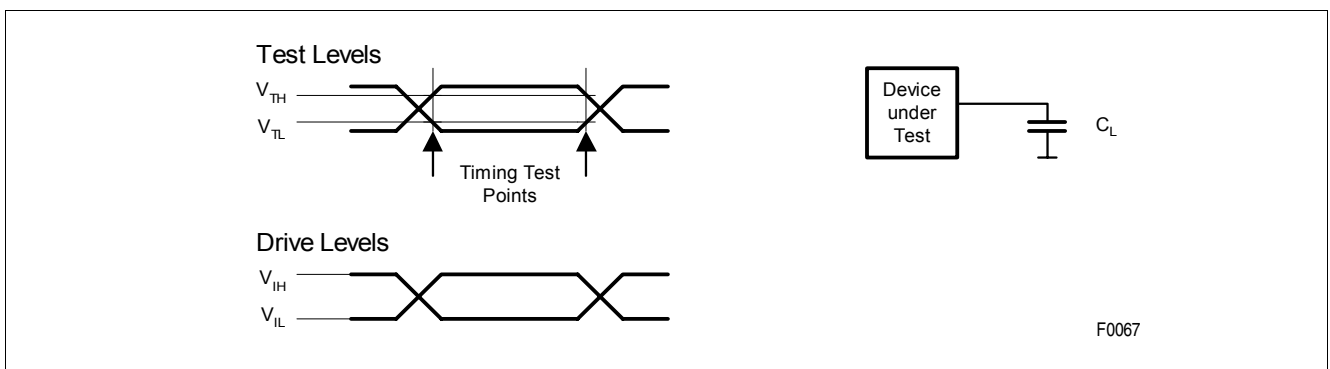 Test Levels
V_TH
V_TL
Timing Test
Points
Device
under
Test
C_L
Drive Levels
V_IH
V_IL
F0067